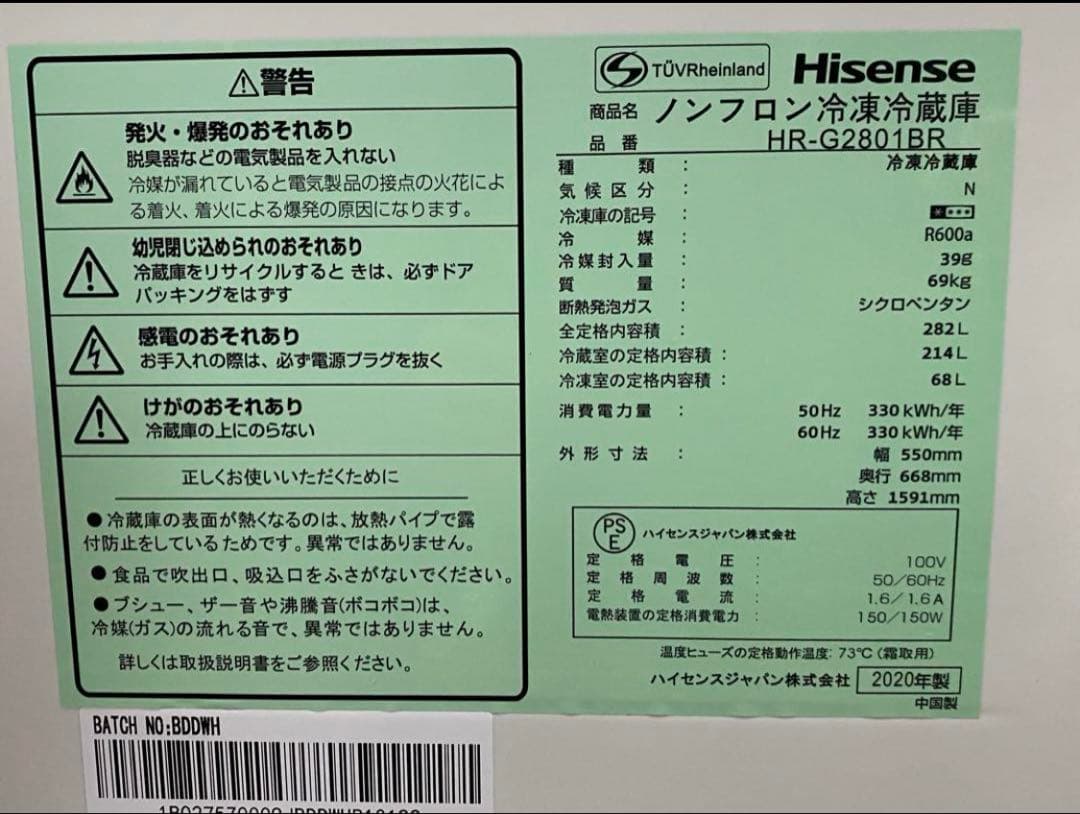 警告
発火・爆発のおそれあり
脱臭器などの電気製品を入れない
冷媒が漏れていると電気製品の接点の火花によ
る着火、着火による爆発の原因になります。
幼児閉じ込められのおそれあり
冷蔵庫をリサイクルすると きは、必ずドア
パッキングをはずす
感電のおそれあり
お手入れの際は、必ず電源プラグを抜く
けがのおそれあり
冷蔵庫の上にのらない
正しくお使いいただくために
●冷蔵庫の表面が熱くなるのは、放熱パイプで露
付防止をしているためです。異常ではありません。
●食品で吹出口、吸込口をふさがないでください。
●ブシュー、ザー音や沸騰音(ボコボコ)は、
冷媒(ガス)の流れる音で、異常ではありません。
詳しくは取扱説明書をご参照ください。
TÜVRheinland Hisense
商品名 ノンフロン冷凍冷蔵庫
品番 HR-G2801BR
種類 : 冷凍冷蔵庫
気候区分 : N
冷凍庫の記号 :
冷媒 : R600a
冷媒封入量 : 39g
質量 : 69kg
断熱発泡ガス : シクロペンタン
全定格内容積 : 282L
冷蔵室の定格内容積 : 214L
冷凍室の定格内容積 : 68L
消費電力量 : 50Hz 330kWh/年
60Hz 330kWh/年
外形寸法 : 幅 550mm
奥行 668mm
高さ 1591mm
PSE ハイセンスジャパン株式会社
定格電圧 : 100V
定格周波数 : 50/60Hz
定格電流 : 1.6/1.6A
電熱装置の定格消費電力 : 150/150W
温度ヒューズの定格動作温度: 73℃(霜取用)
ハイセンスジャパン株式会社 2020年製
中国製
BATCH NO:BDDWH